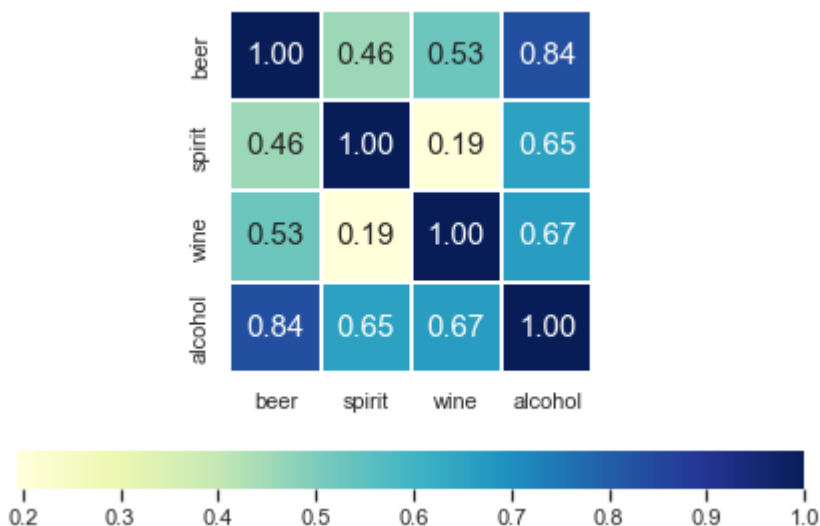 beer 1.00 0.46 0.53 0.84
spirit 0.46 1.00 0.19 0.65
wine 0.53 0.19 1.00 0.67
alcohol 0.84 0.65 0.67 1.00
beer spirit wine alcohol
0.2 0.3 0.4 0.5 0.6 0.7 0.8 0.9 1.0